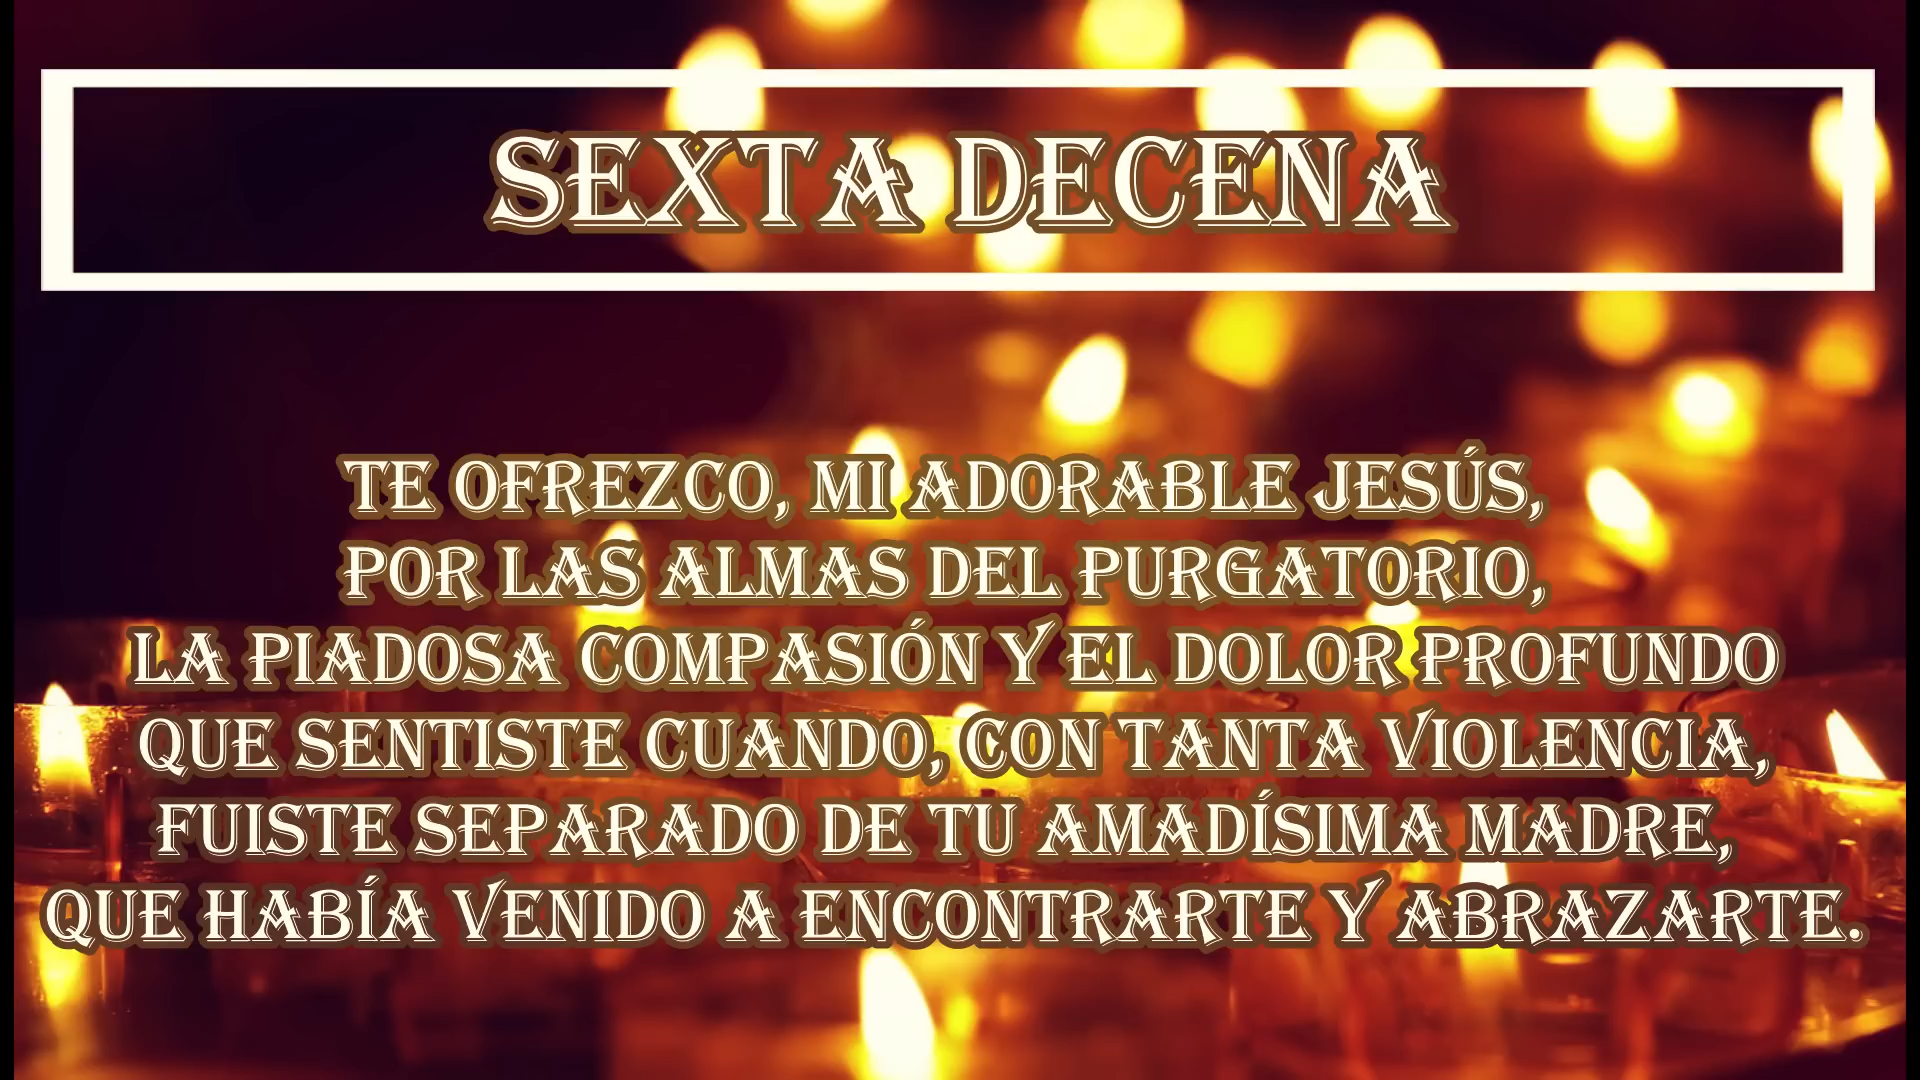 SEXTA DECENA
TE OFREZCO, MI ADORABLE JESÚS,
POR LAS ALMAS DEL PURGATORIO,
LA PIADOSA COMPASIÓN Y EL DOLOR PROFUNDO
QUE SENTISTE CUANDO, CON TANTA VIOLENCIA,
FUISTE SEPARADO DE TU AMADÍSIMA MADRE,
QUE HABÍA VENIDO A ENCONTRARTE Y ABRAZARTE.